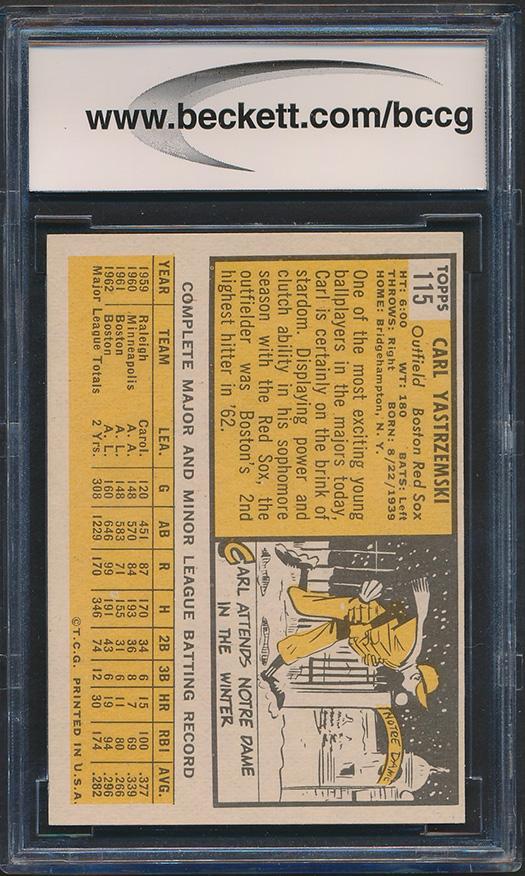 www.beckett.com/bccg
TOPPS
115
CARL YASTRZEMSKI
Outfield Boston Red Sox
HT: 6:00 WT: 180 BATS: Left
THROWS: Right BORN: 8/22/1939
HOME: Bridgehampton, N. Y.
One of the most exciting young
ballplayers in the majors today,
Carl is certainly on the brink of
stardom. Displaying power and
clutch ability in his sophomore
season with the Red Sox, the
outfielder was Boston's 2nd
highest hitter in '62.
NOTRE DAME
CARL ATTENDS NOTRE DAME
IN THE WINTER
COMPLETE MAJOR AND MINOR LEAGUE BATTING RECORD
YEAR TEAM LEA. G AB R H 2B 3B HR RBI AVG.
1959 Raleigh Carol. 120 451 87 170 34 6 15 100 .377
1960 Minneapolis A. A. 148 570 84 193 36 8 7 69 .339
1961 Boston A. L. 148 583 71 155 31 6 11 80 .266
1962 Boston A. L. 160 646 99 191 43 6 19 94 .296
Major League Totals 2 Yrs. 308 1229 170 346 74 12 30 174 .282
©T.C.G. PRINTED IN U.S.A.